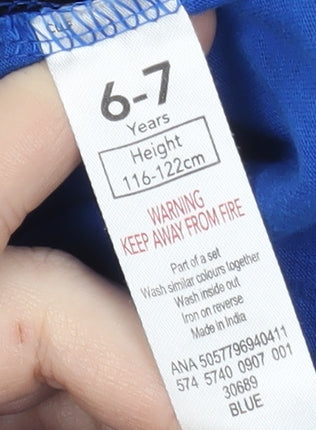 6-7
Years
Height
116-122cm
WARNING
KEEP AWAY FROM FIRE
Part of a set
Wash similar colours together
Wash inside out
Iron on reverse
Made in India
ANA 5057796940411
574 5740 0907 001
30689
BLUE